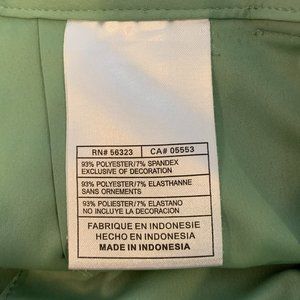 RN# 56323 CA# 05553
93% POLYESTER/7% SPANDEX
EXCLUSIVE OF DECORATION
93% POLYESTER/7% ELASTHANNE
SANS ORNEMENTS
93% POLIESTER/7% ELASTANO
NO INCLUYE LA DECORACION
FABRIQUE EN INDONESIE
HECHO EN INDONESIA
MADE IN INDONESIA